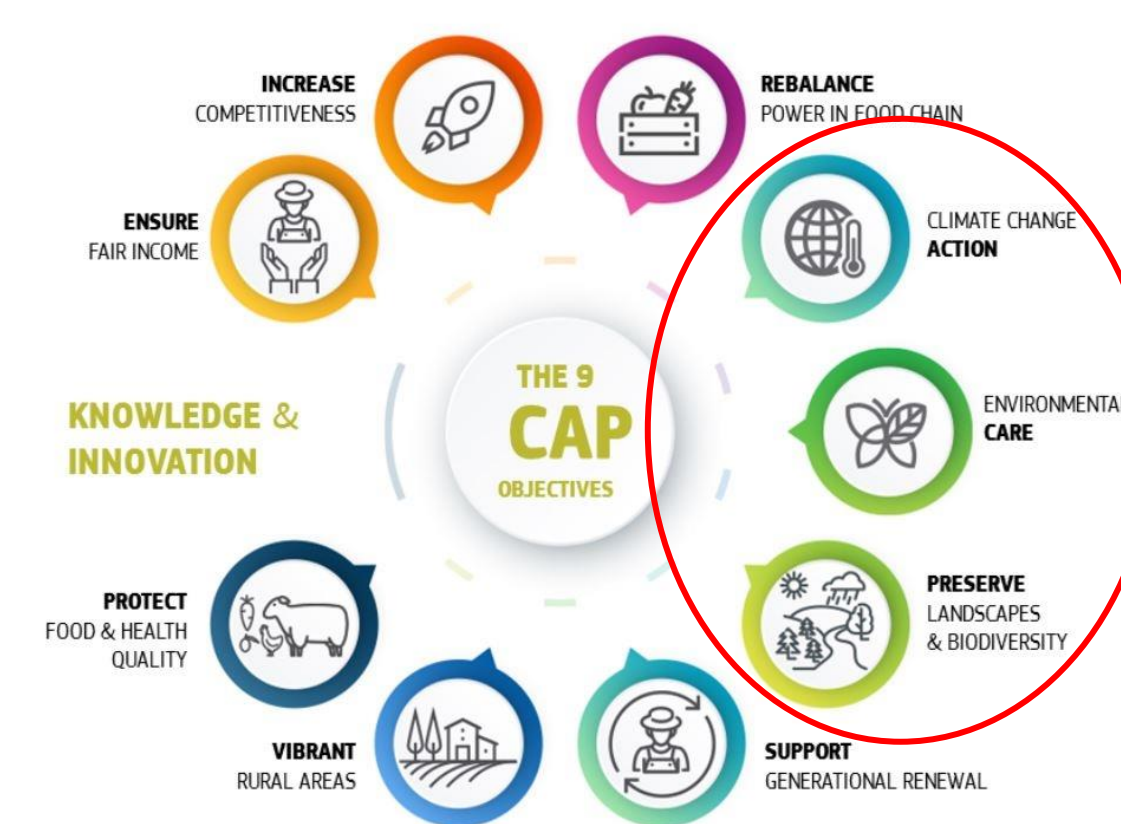 INCREASE
COMPETITIVENESS
REBALANCE
POWER IN FOOD CHAIN
ENSURE
FAIR INCOME
CLIMATE CHANGE
ACTION
THE 9
CAP
OBJECTIVES
KNOWLEDGE &
INNOVATION
ENVIRONMENTA
CARE
PROTECT
FOOD & HEALTH
QUALITY
PRESERVE
LANDSCAPES
& BIODIVERSITY
VIBRANT
RURAL AREAS
SUPPORT
GENERATIONAL RENEWAL